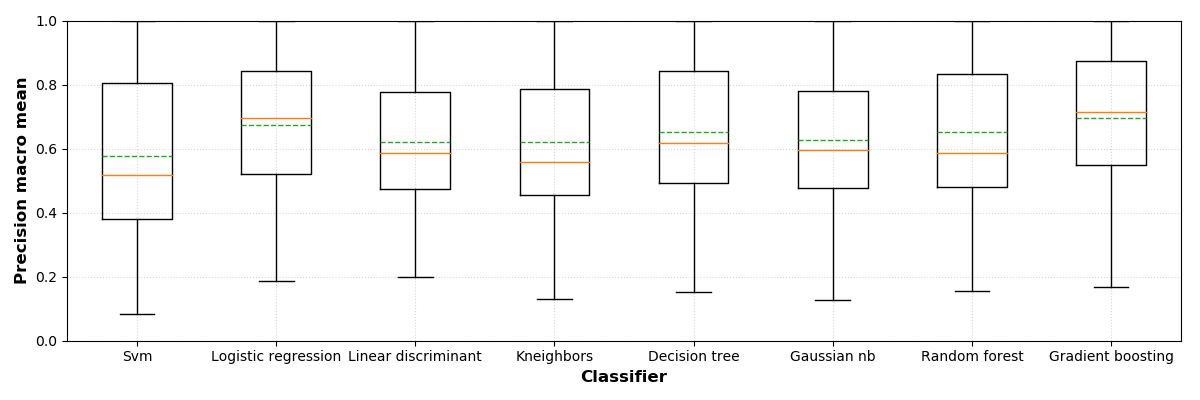 Precision macro mean
1.0
0.8
0.6
0.4
0.2
0.0
Svm Logistic regression Linear discriminant Kneighbors Decision tree Gaussian nb Random forest Gradient boosting
Classifier